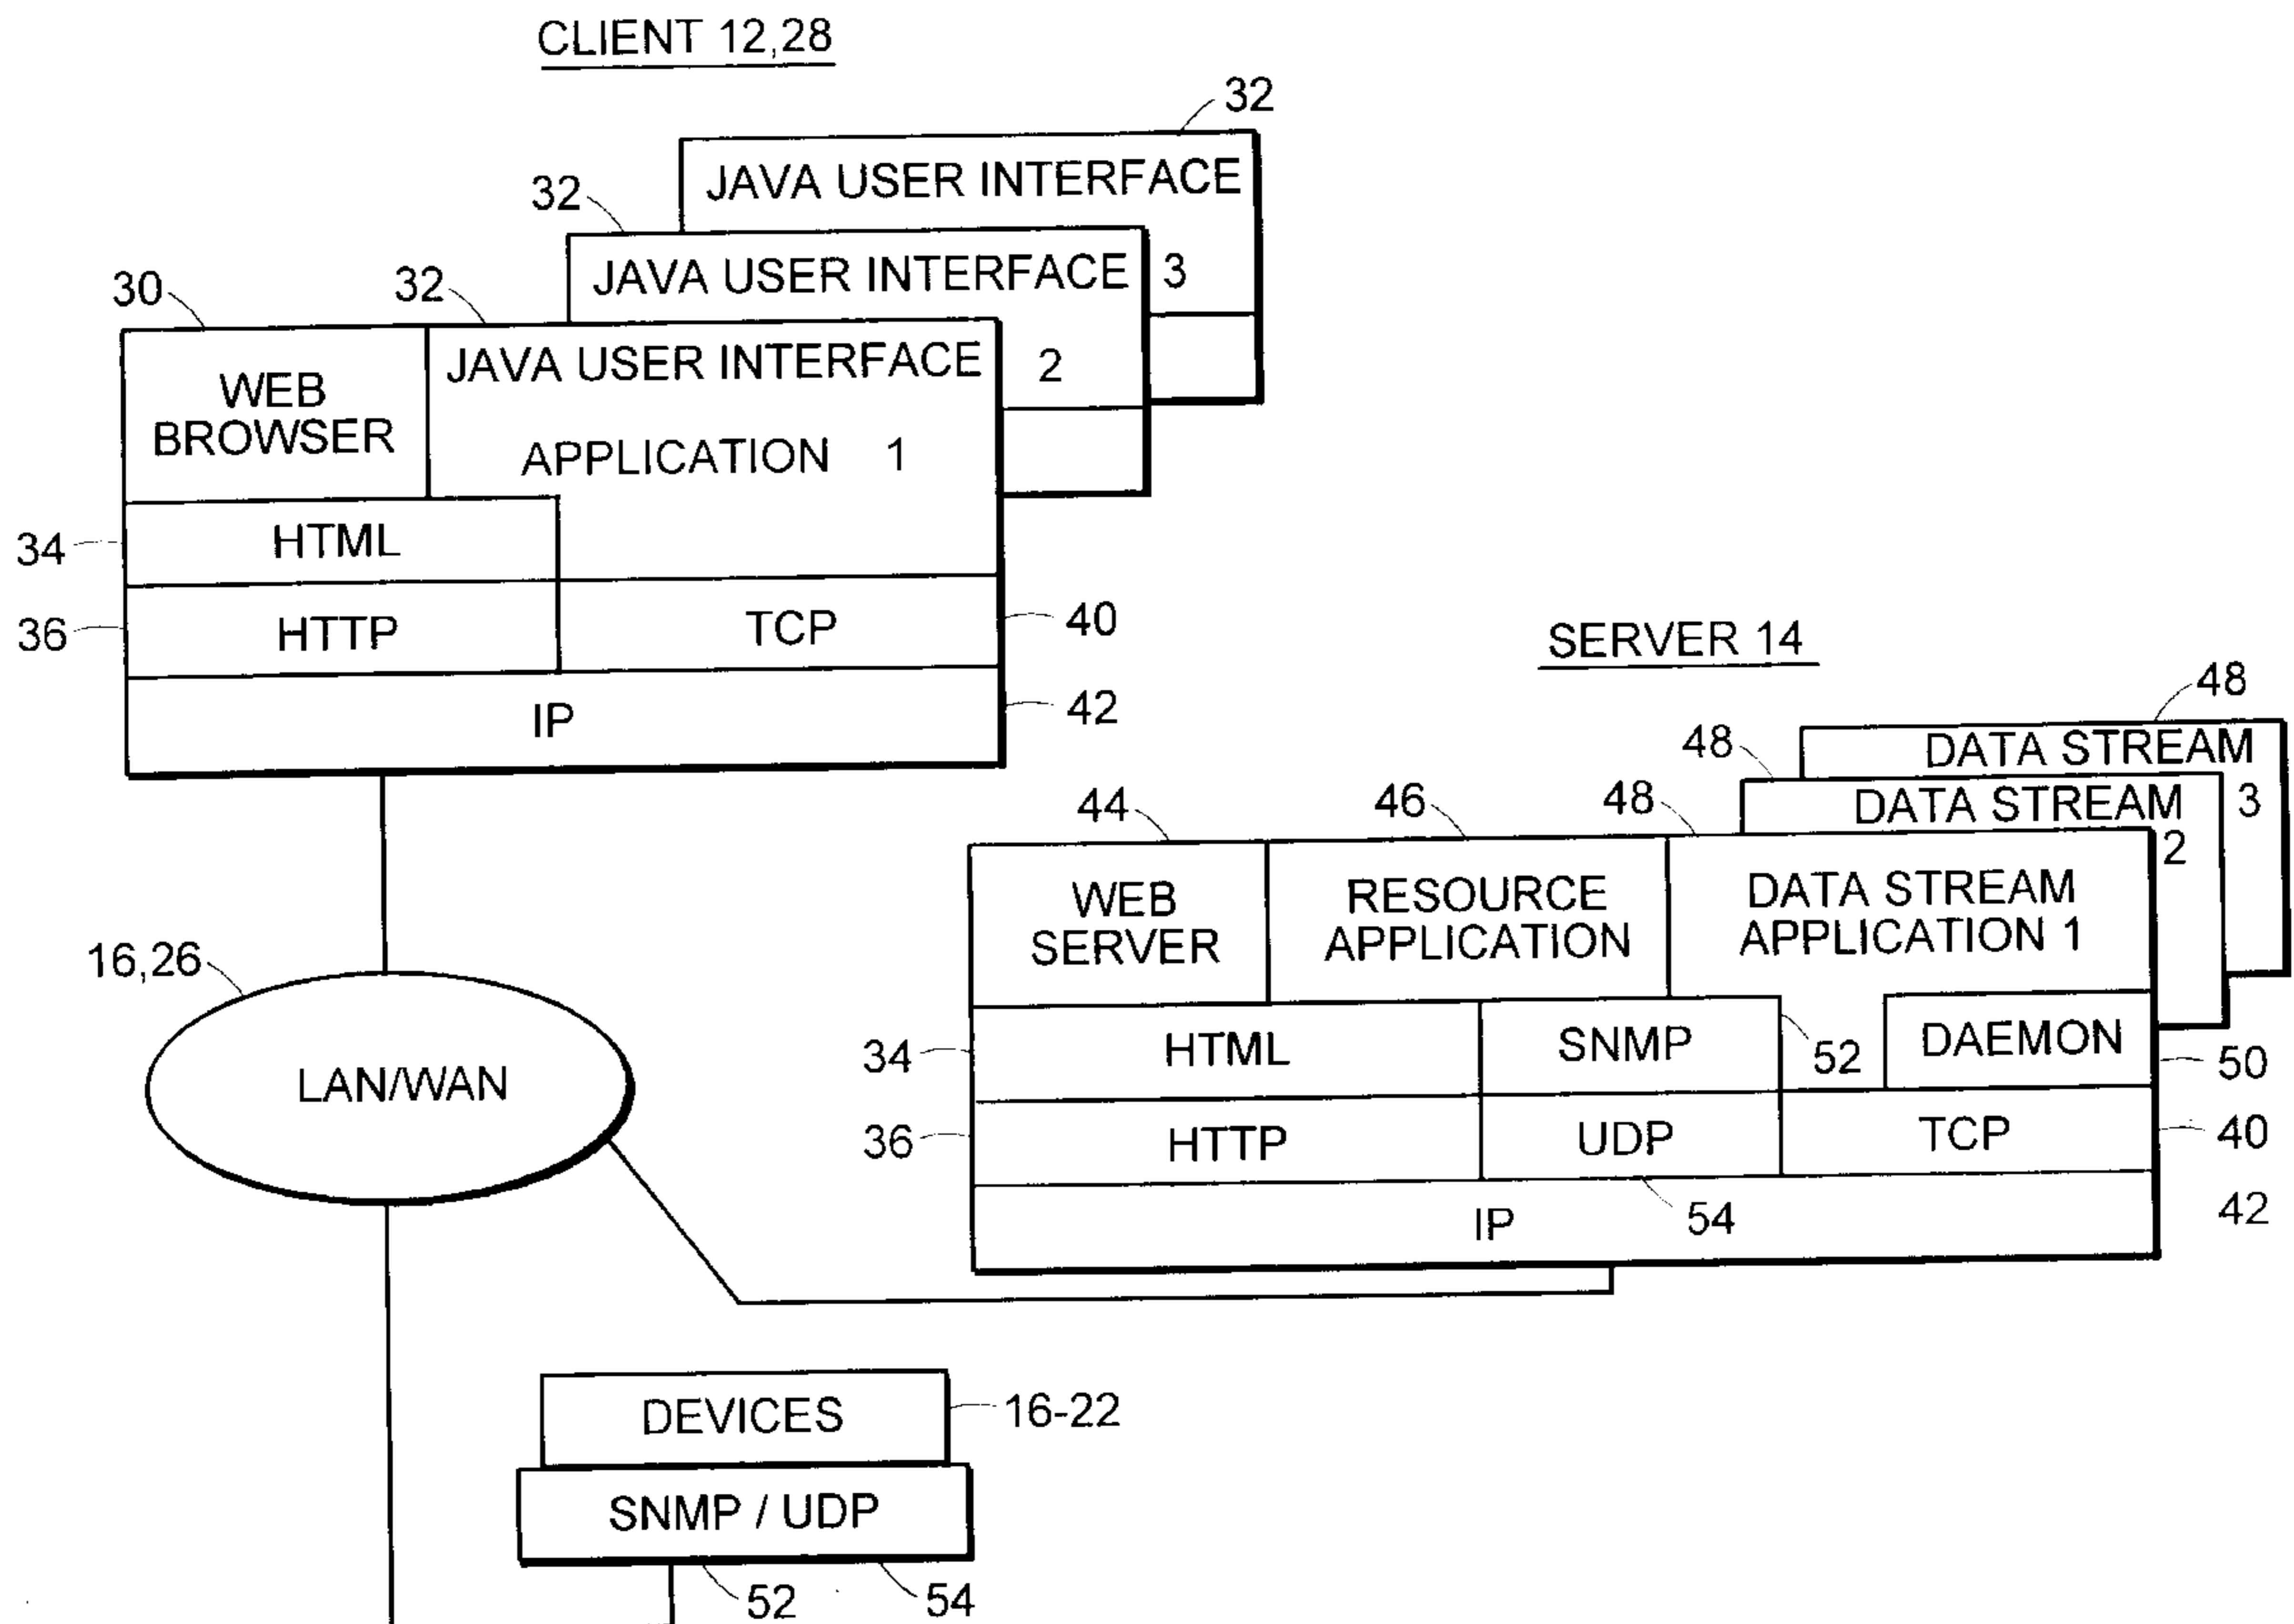 CLIENT 12,28
32
JAVA USER INTERFACE
3
32
JAVA USER INTERFACE
2
30
32
WEB
BROWSER
JAVA USER INTERFACE
APPLICATION 1
34
HTML
36
HTTP
TCP
40
IP
42
SERVER 14
48
DATA STREAM
3
48
DATA STREAM
2
44
46
48
WEB
SERVER
RESOURCE
APPLICATION
DATA STREAM
APPLICATION 1
34
HTML
SNMP
52
DAEMON
50
36
HTTP
UDP
TCP
40
IP
54
42
16,26
LAN/WAN
DEVICES
16-22
SNMP / UDP
52
54